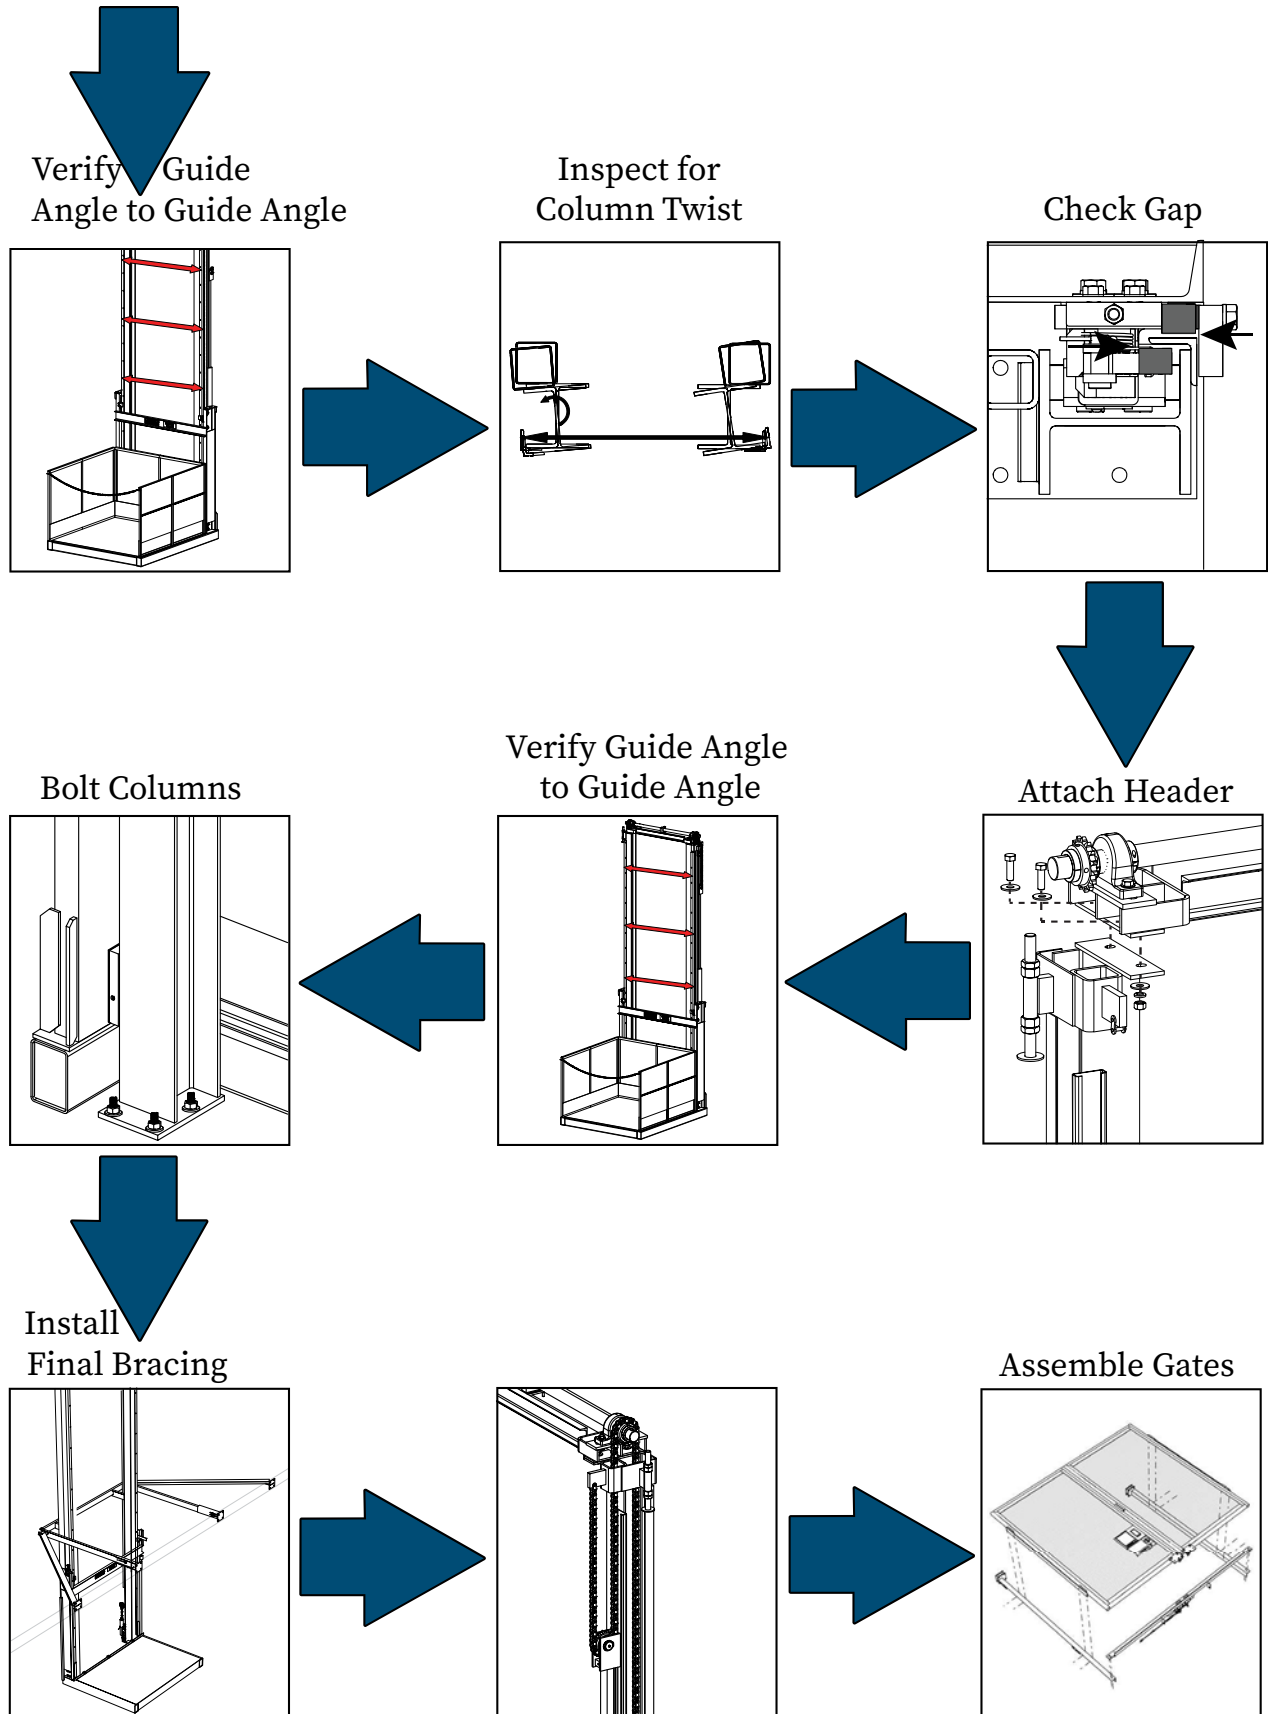 Verify Guide
Angle to Guide Angle
Inspect for
Column Twist
Check Gap
Attach Header
Verify Guide Angle
to Guide Angle
Bolt Columns
Install
Final Bracing
Assemble Gates